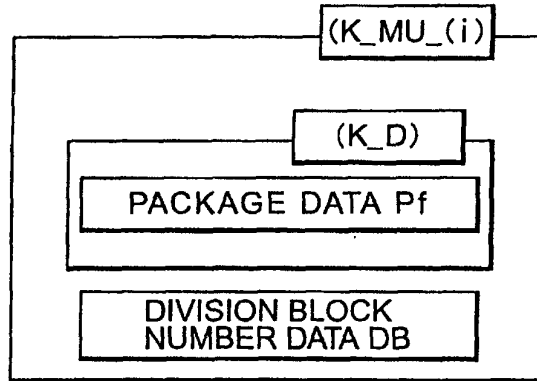 (K_MU_(i)
(K_D)
PACKAGE DATA Pf
DIVISION BLOCK
NUMBER DATA DB